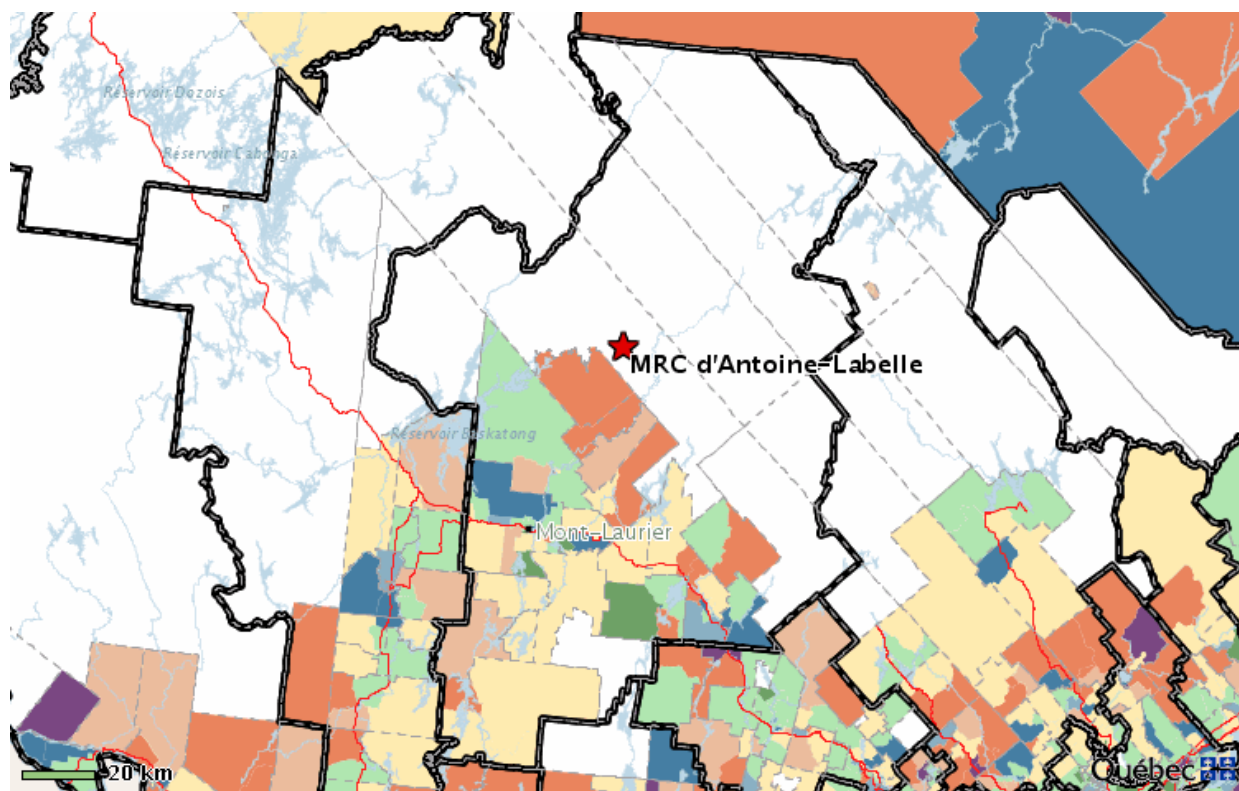 Réservoir Dozois
Réservoir Cabonga
MRC d'Antoine-Labelle
Réservoir Baskatong
Mont-Laurier
20 km
Québec